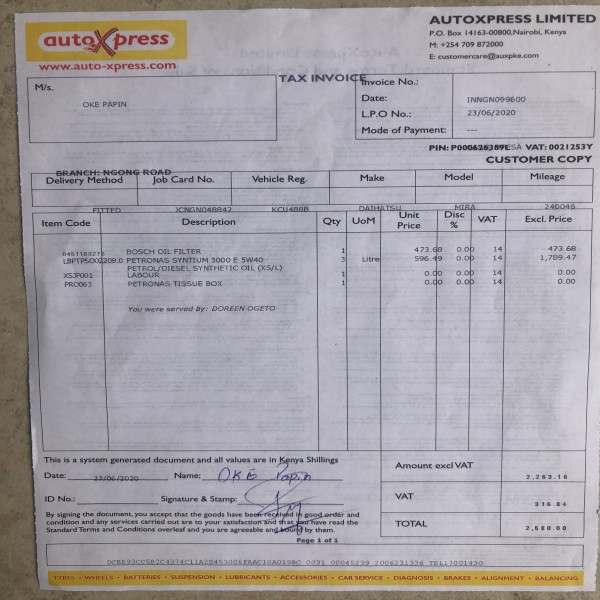 autoXpress
www.auto-xpress.com
AUTOXPRESS LIMITED
P.O. Box 14163-00800,Nairobi, Kenya
M: +254 709 872000
E: customercare@auxpke.com
TAX INVOICE
M/s.
OKE PAPIN
Invoice No.: INNGN099600
Date: 23/06/2020
L.P.O No.: ---
Mode of Payment:
PIN: P000626389E VAT: 0021253Y
CUSTOMER COPY
BRANCH: NGONG ROAD
Delivery Method Job Card No. Vehicle Reg. Make Model Mileage
FITTED JCNGN048842 KCU488B DAIHATSU MIRA 240046
Item Code Description Qty UoM Unit Price Disc % VAT Excl. Price
0451103274 BOSCH OIL FILTER 1 473.68 0.00 14 473.68
PETRONAS SYNTIUM 3000 E 5W40 3 Litre 596.49 0.00 14 1,789.47
PETROL/DIESEL SYNTHETIC OIL (XS/L)
XSJP001 LABOUR 1 0.00 0.00 14 0.00
PRO063 PETRONAS TISSUE BOX 1 0.00 0.00 14 0.00
You were served by: DOREEN OGETO
This is a system generated document and all values are in Kenya Shillings
Date: 23/06/2020 Name: OKE Papin
ID No.: Signature & Stamp:
By signing the document, you accept that the goods have been received in good order and
condition and any services carried out are to your satisfaction and that you have read the
Standard Terms and Conditions overleaf and you are agreeable and bound by them.
Amount excl VAT 2,263.16
VAT 316.84
TOTAL 2,580.00
Page 1 of 1
TYRES • WHEELS • BATTERIES • SUSPENSION • LUBRICANTS • ACCESSORIES • CAR SERVICE • DIAGNOSIS • BRAKES • ALIGNMENT • BALANCING